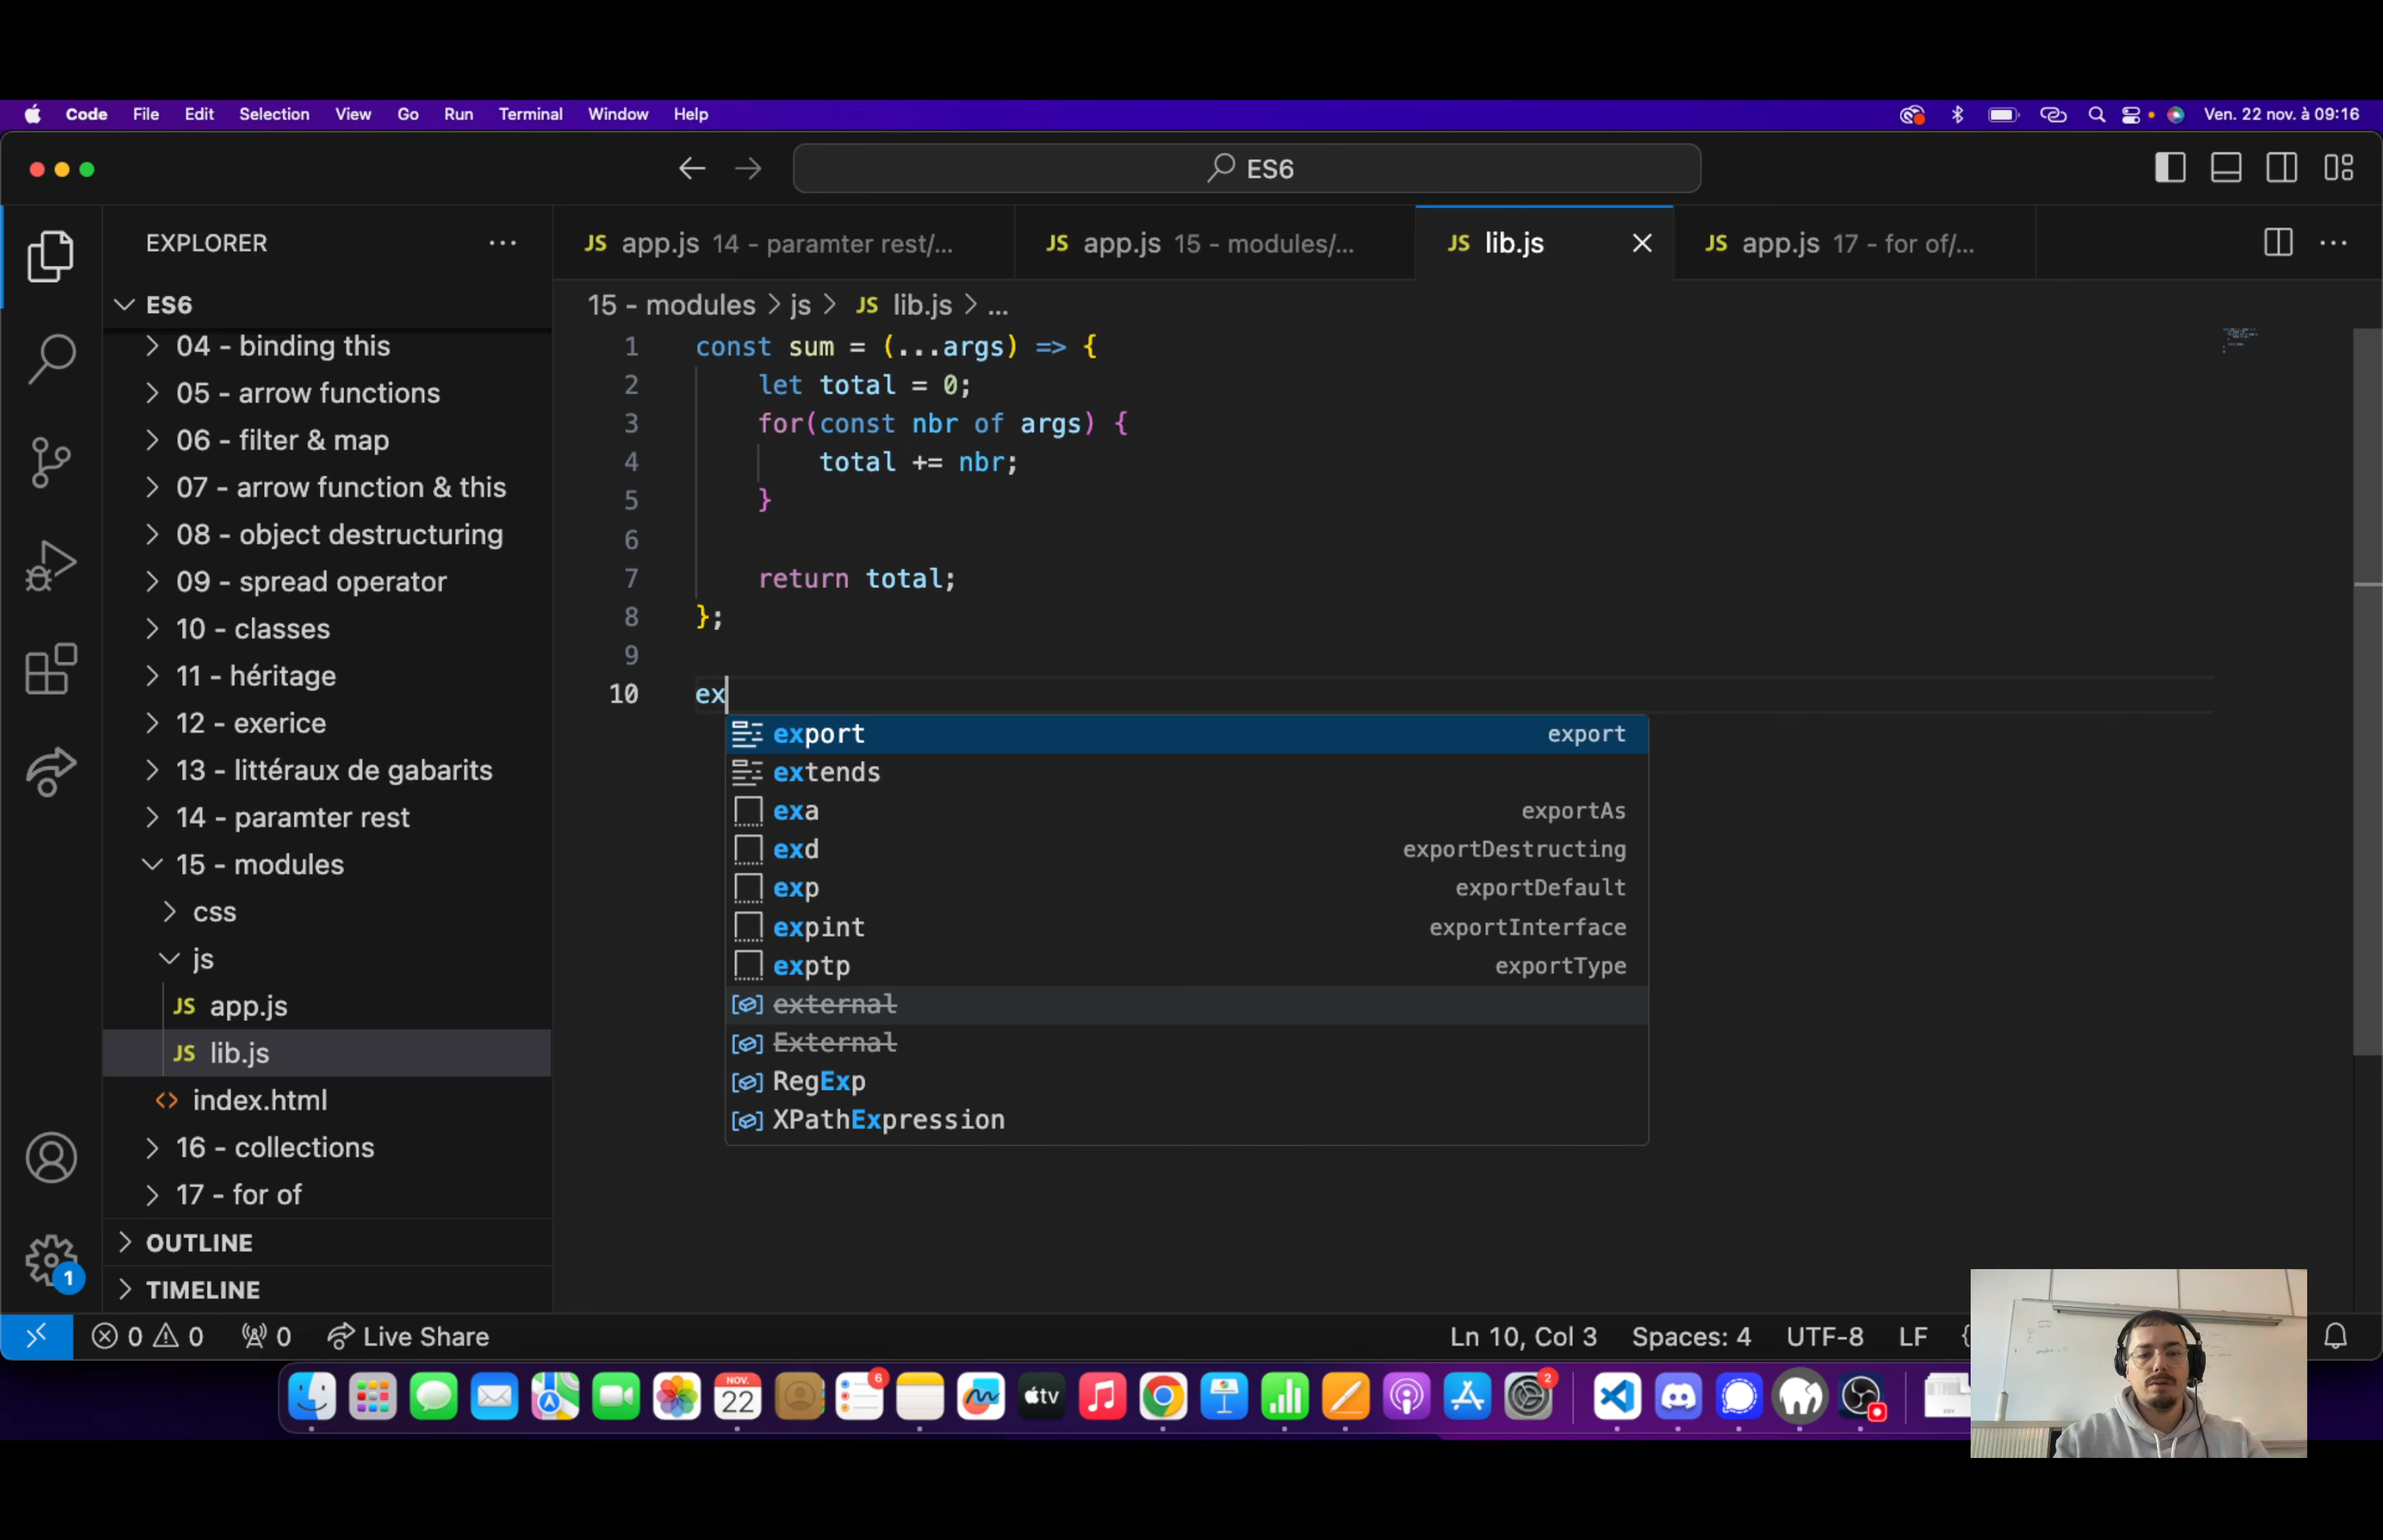 Code File Edit Selection View Go Run Terminal Window Help Ven. 22 nov. à 09:16
ES6
EXPLORER
JS app.js 14 - paramter rest/...
JS app.js 15 - modules/...
JS lib.js
JS app.js 17 - for of/...
ES6
04 - binding this
05 - arrow functions
06 - filter & map
07 - arrow function & this
08 - object destructuring
09 - spread operator
10 - classes
11 - héritage
12 - exerice
13 - littéraux de gabarits
14 - paramter rest
15 - modules
css
js
JS app.js
JS lib.js
<> index.html
16 - collections
17 - for of
OUTLINE
TIMELINE
15 - modules > js > JS lib.js > ...
1 const sum = (...args) => {
2 let total = 0;
3 for(const nbr of args) {
4 total += nbr;
5 }
6
7 return total;
8 };
9
10 ex
export export
extends
exa exportAs
exd exportDestructing
exp exportDefault
expint exportInterface
exptp exportType
external
External
RegExp
XPathExpression
1
0 0 0 Live Share Ln 10, Col 3 Spaces: 4 UTF-8 LF {
NOV.
22
6
tv
2